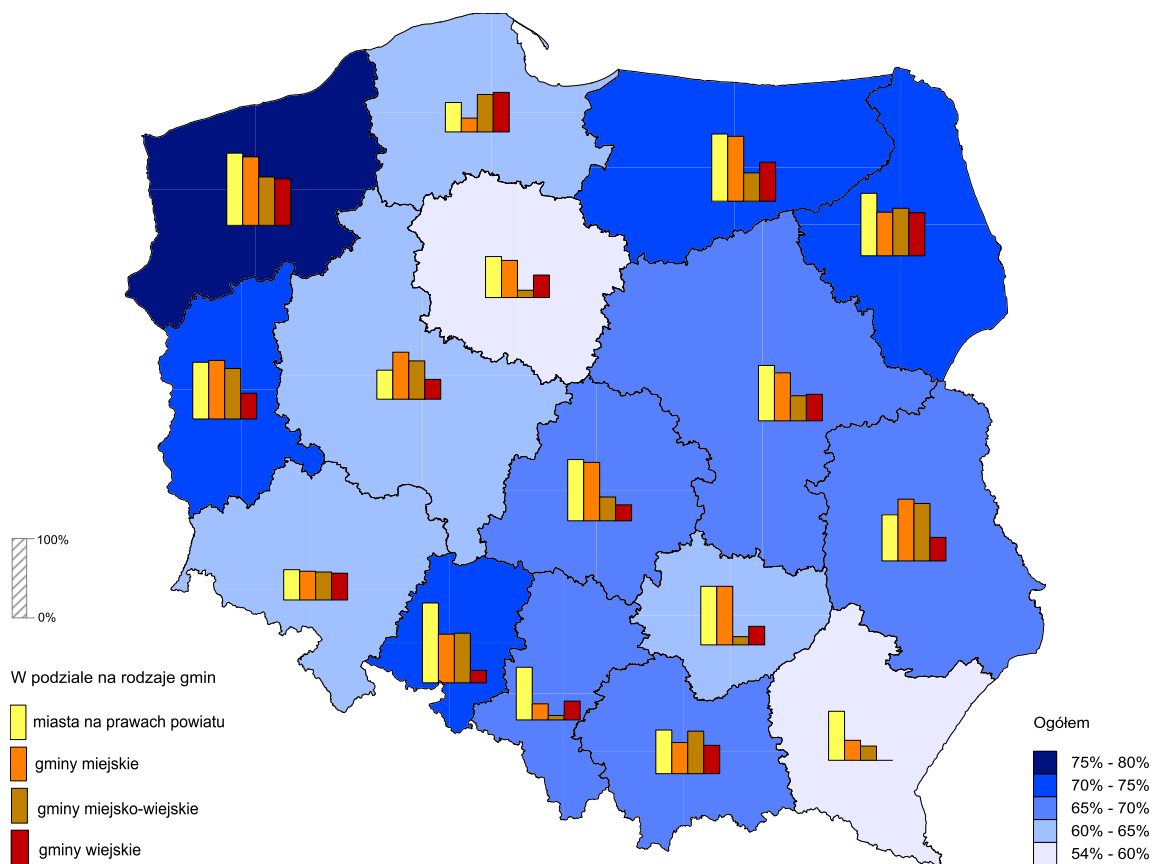 100%
0%
W podziale na rodzaje gmin
miasta na prawach powiatu
gminy miejskie
gminy miejsko-wiejskie
gminy wiejskie
Ogółem
75% - 80%
70% - 75%
65% - 70%
60% - 65%
54% - 60%